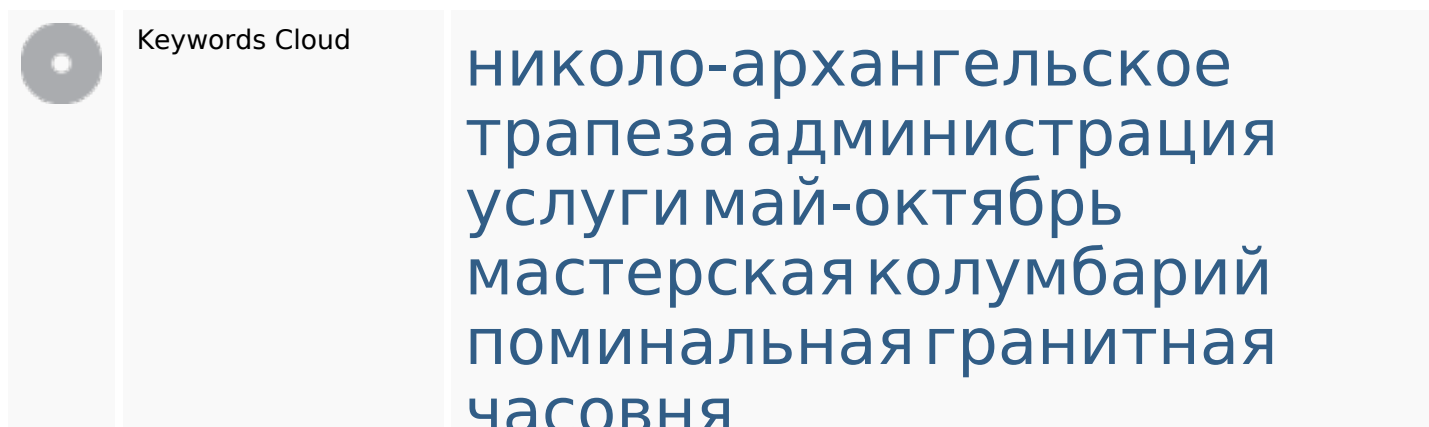 Keywords Cloud
николо-архангельское
трапеза администрация
услуги май-октябрь
мастерская колумбарий
поминальная гранитная
часовня